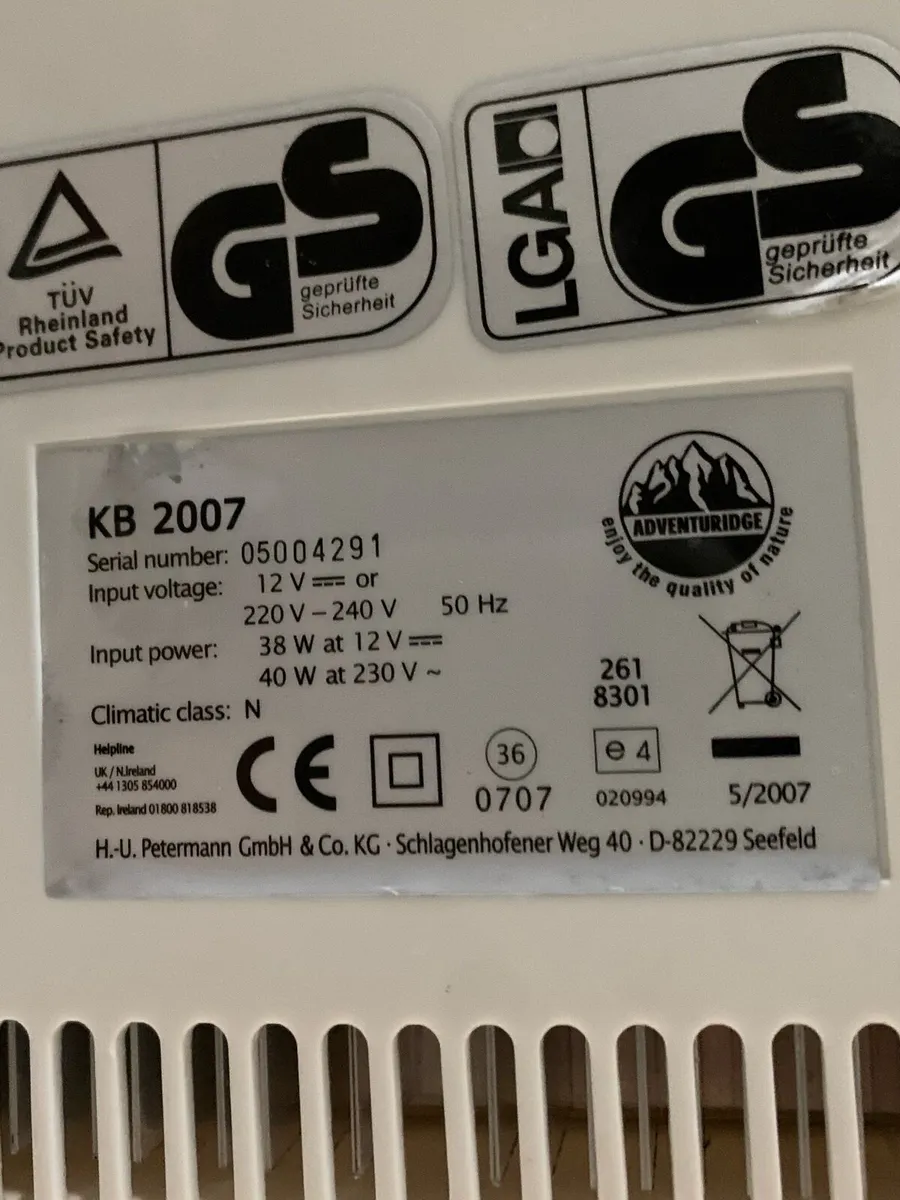 TÜV
Rheinland
Product Safety
GS
geprüfte
Sicherheit
LGA
GS
geprüfte
Sicherheit
KB 2007
Serial number: 05004291
Input voltage: 12 V ⎓ or
220 V – 240 V 50 Hz
Input power: 38 W at 12 V ⎓
40 W at 230 V ~
Climatic class: N
ADVENTURIDGE
enjoy the quality of nature
261
8301
Helpline
UK / N.Ireland
+44 1305 854000
Rep. Ireland 01800 818538
CE
36
0707
e 4
020994
5/2007
H.-U. Petermann GmbH & Co. KG · Schlagenhofener Weg 40 · D-82229 Seefeld